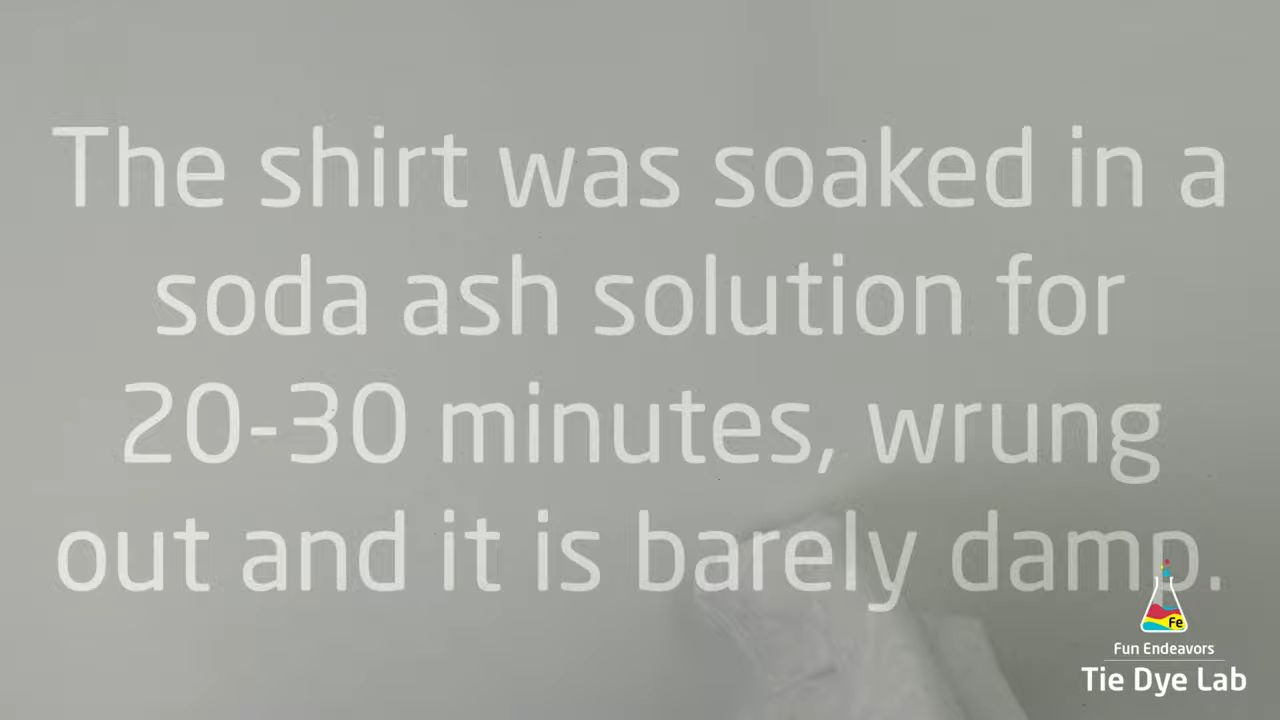 The shirt was soaked in a
soda ash solution for
20-30 minutes, wrung
out and it is barely damp.
Fe
Fun Endeavors
Tie Dye Lab